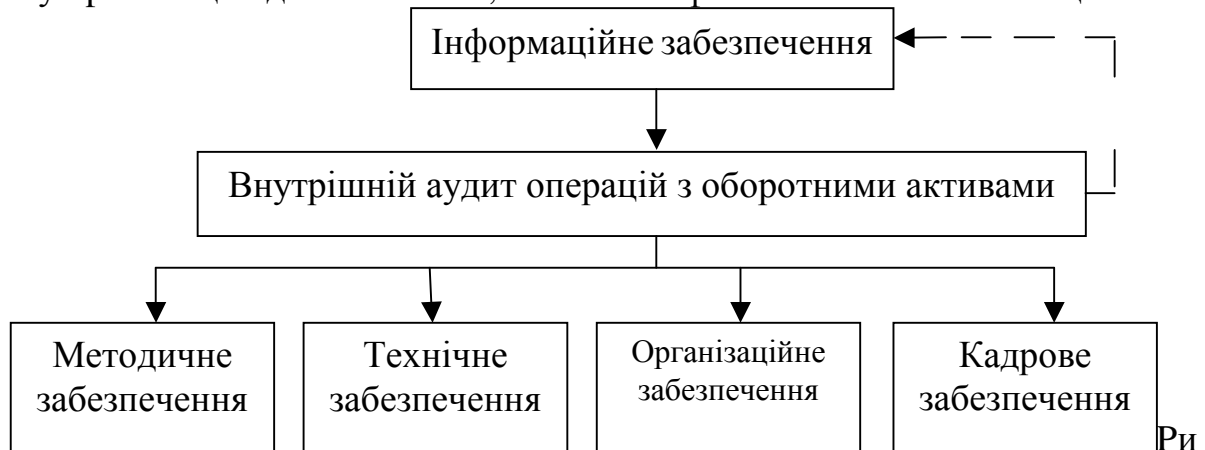 Інформаційне забезпечення
Внутрішній аудит операцій з оборотними активами
Методичне
забезпечення
Технічне
забезпечення
Організаційне
забезпечення
Кадрове
забезпечення
Ри